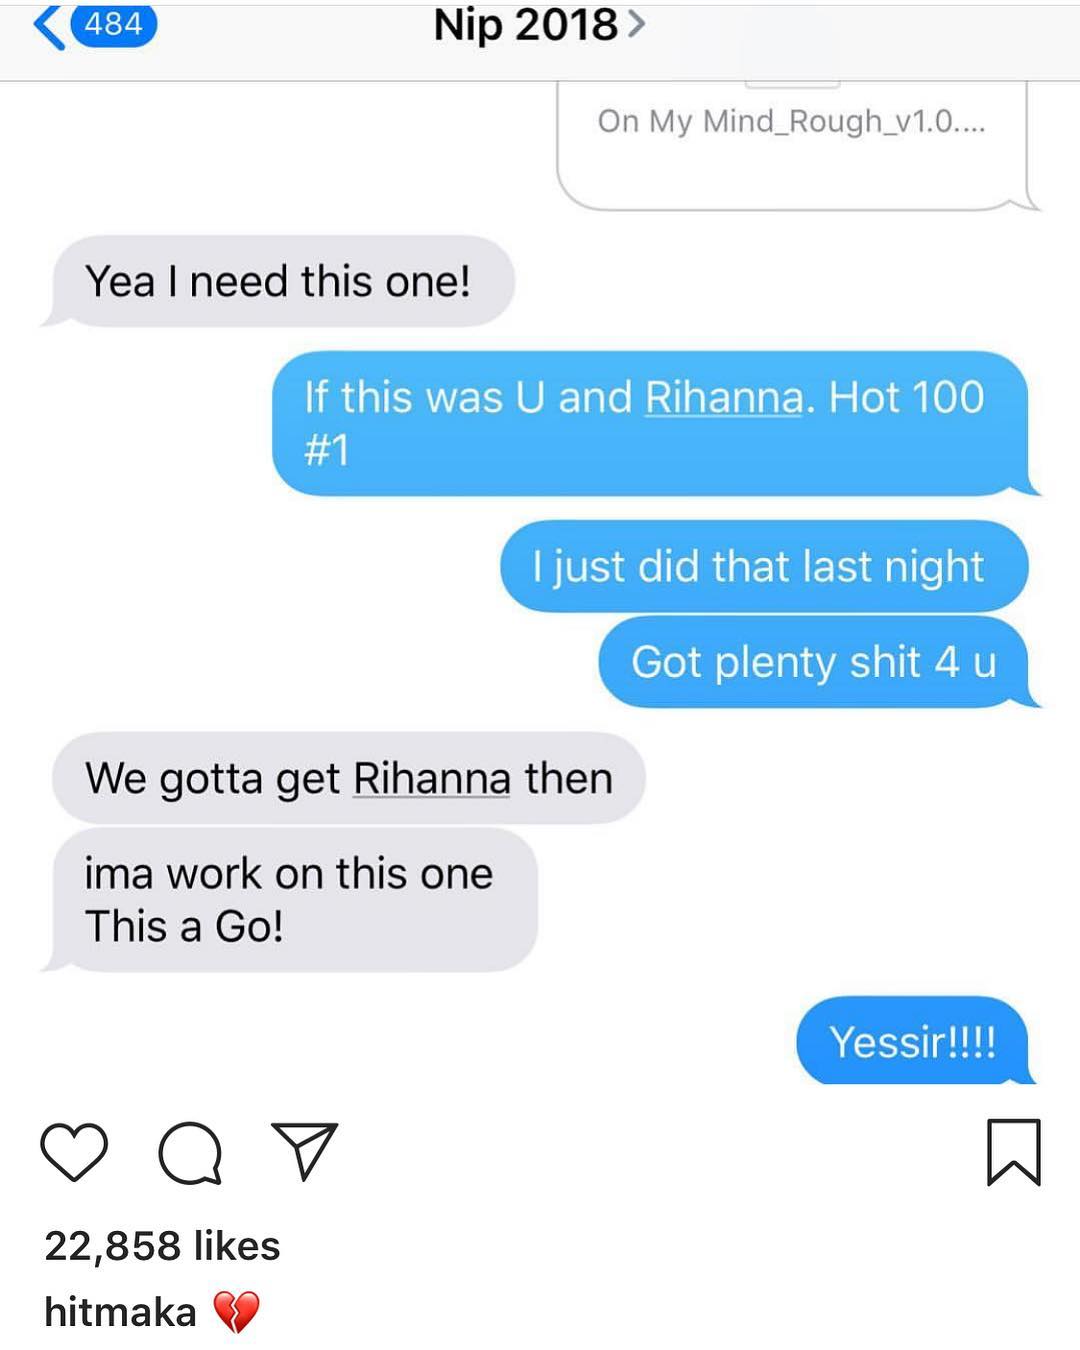 484
Nip 2018
On My Mind_Rough_v1.0....
Yea I need this one!
If this was U and Rihanna. Hot 100
#1
I just did that last night
Got plenty shit 4 u
We gotta get Rihanna then
ima work on this one
This a Go!
Yessir!!!!
22,858 likes
hitmaka 💔